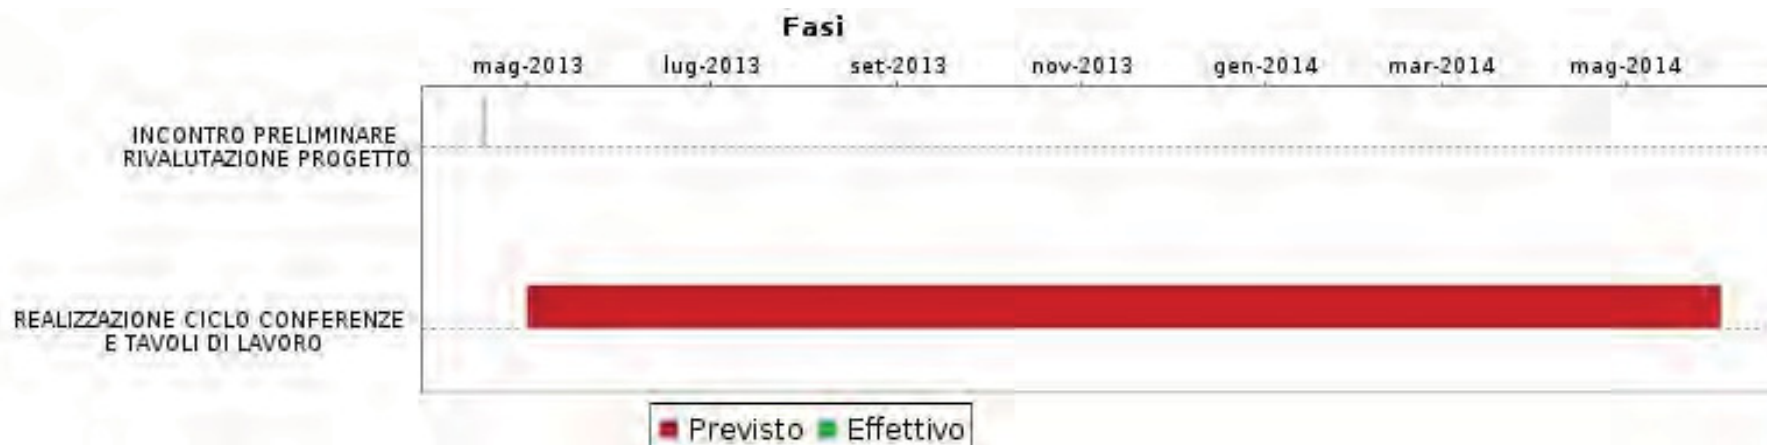 Fasi
mag-2013 lug-2013 set-2013 nov-2013 gen-2014 mar-2014 mag-2014
INCONTRO PRELIMINARE
RIVALUTAZIONE PROGETTO
REALIZZAZIONE CICLO CONFERENZE
E TAVOLI DI LAVORO
Previsto Effettivo